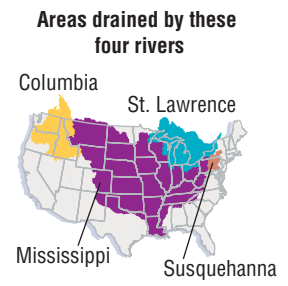 Areas drained by these
four rivers
Columbia
St. Lawrence
Mississippi
Susquehanna